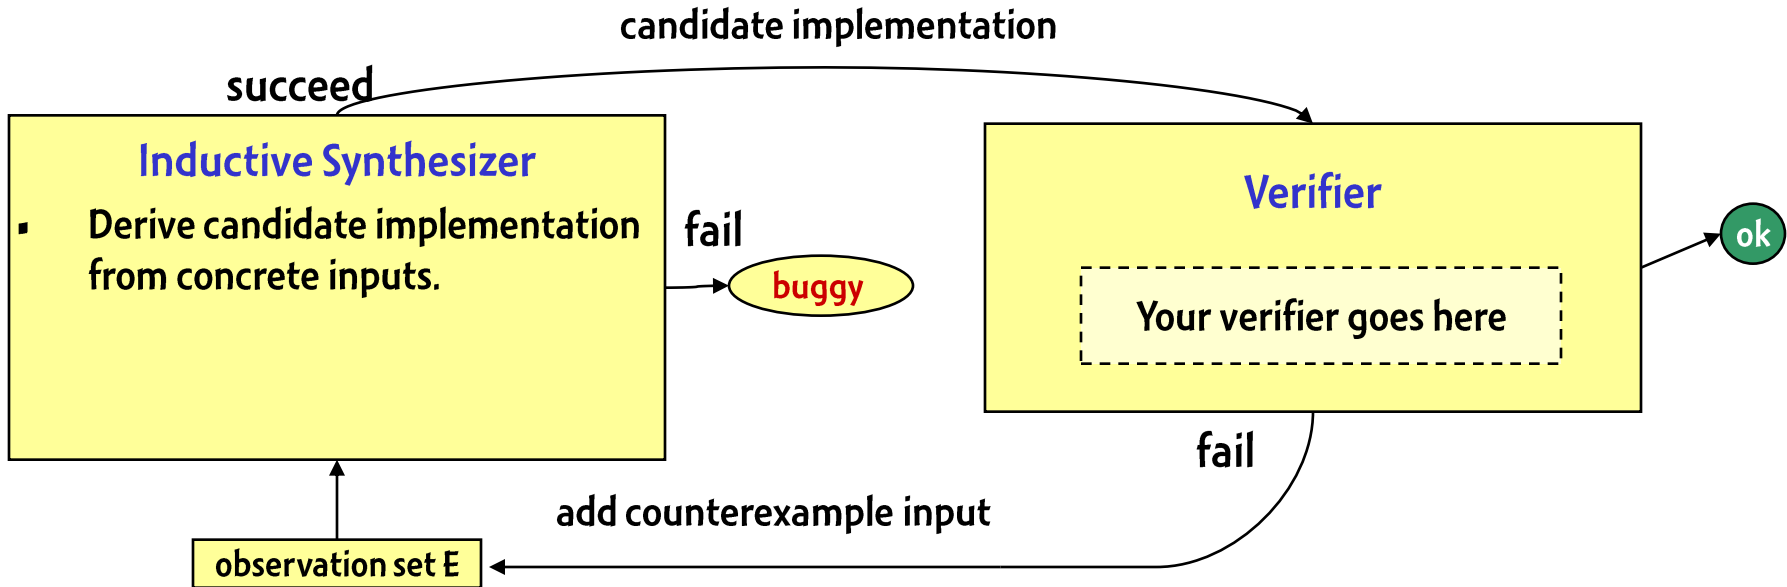 candidate implementation
succeed
Inductive Synthesizer
▪ Derive candidate implementation
from concrete inputs.
fail
buggy
Verifier
Your verifier goes here
ok
fail
add counterexample input
observation set E